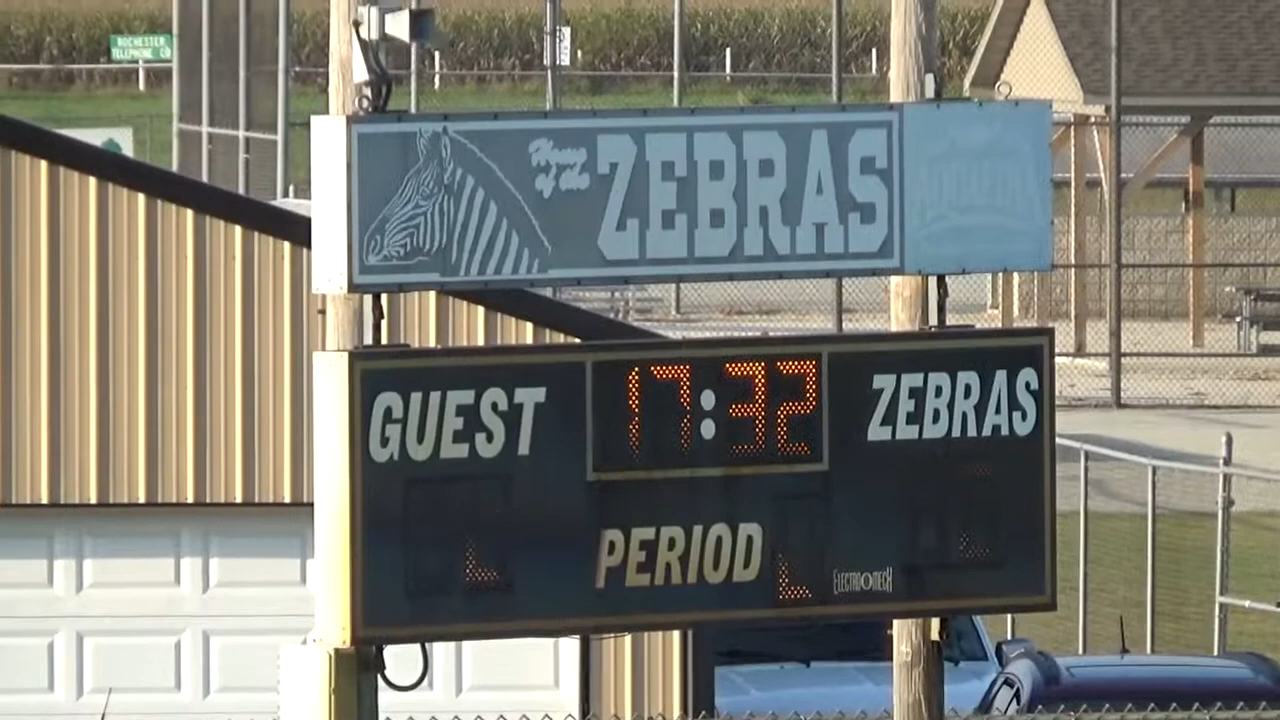 ROCHESTER
TELEPHONE CO
Home
of the
ZEBRAS
GUEST
17:32
ZEBRAS
PERIOD
ELECTRO-MECH